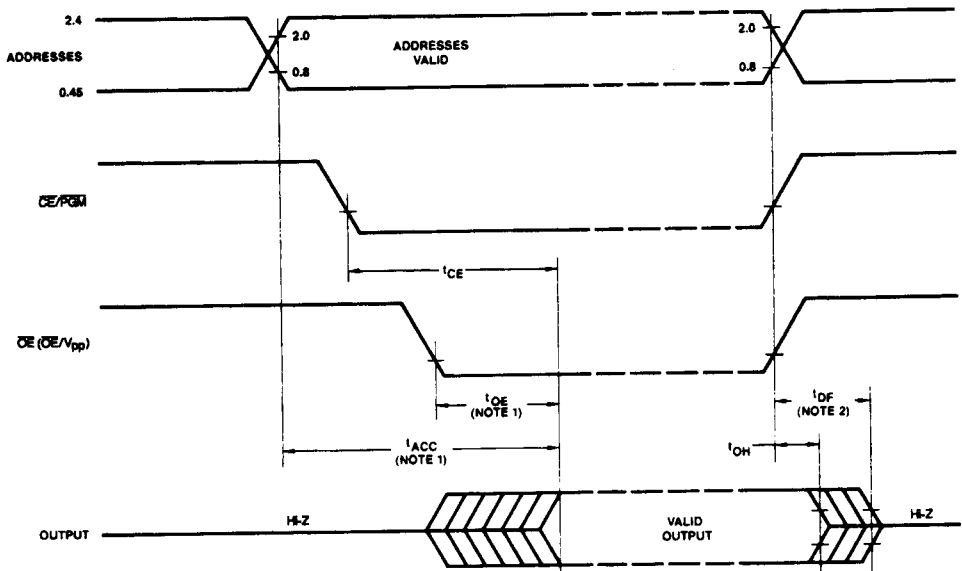 2.4
ADDRESSES
0.45
2.0
0.8
ADDRESSES
VALID
2.0
0.8
CE/PGM
tCE
OE (OE/Vpp)
tOE
(NOTE 1)
tACC
(NOTE 1)
tDF
(NOTE 2)
tOH
OUTPUT
HI-Z
VALID
OUTPUT
HI-Z